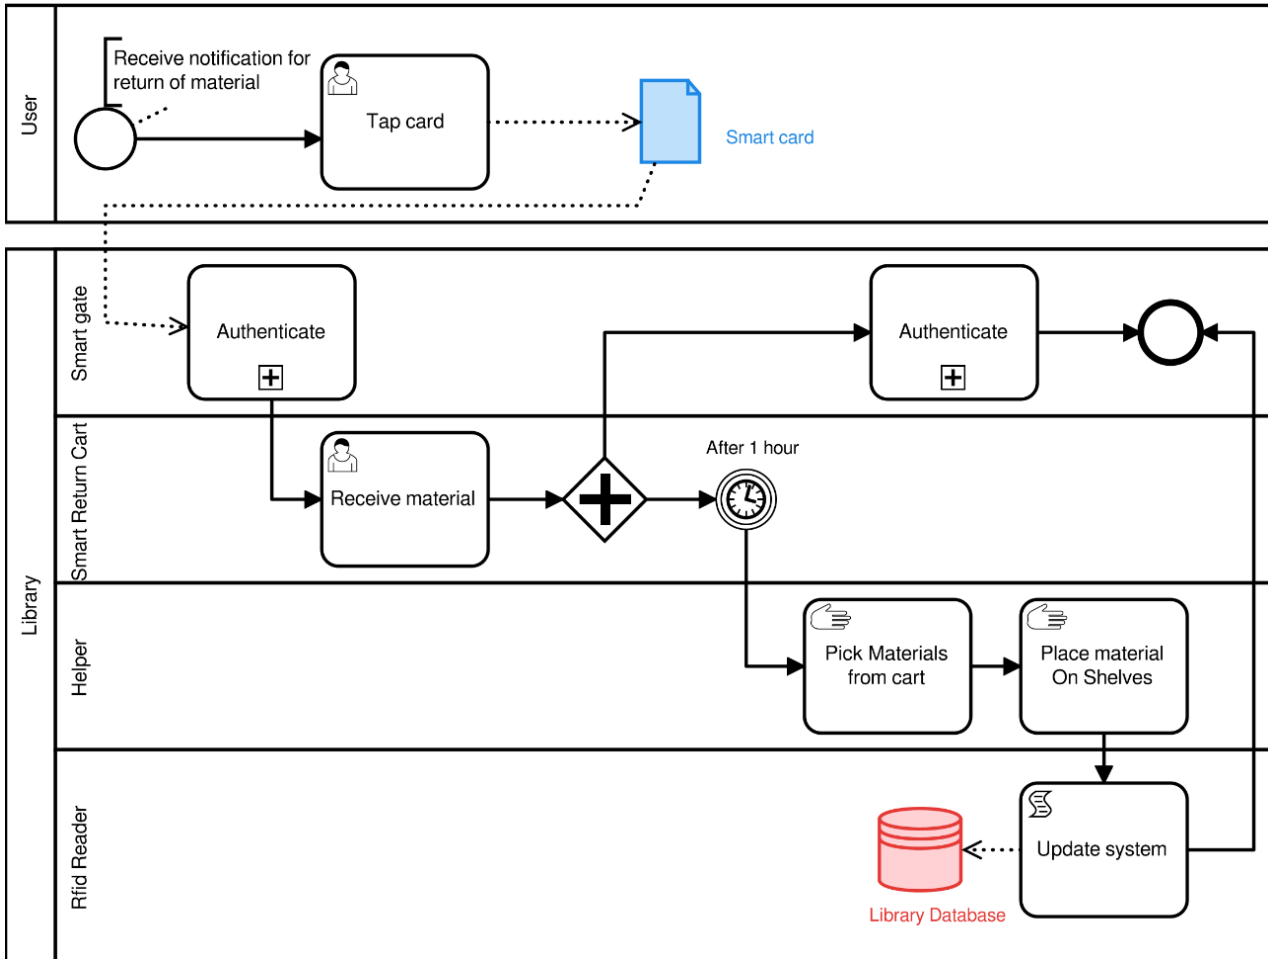 User
Receive notification for
return of material
Tap card
Smart card
Library
Smart gate
Authenticate
Authenticate
Smart Return Cart
Receive material
After 1 hour
Helper
Pick Materials
from cart
Place material
On Shelves
Rfid Reader
Update system
Library Database